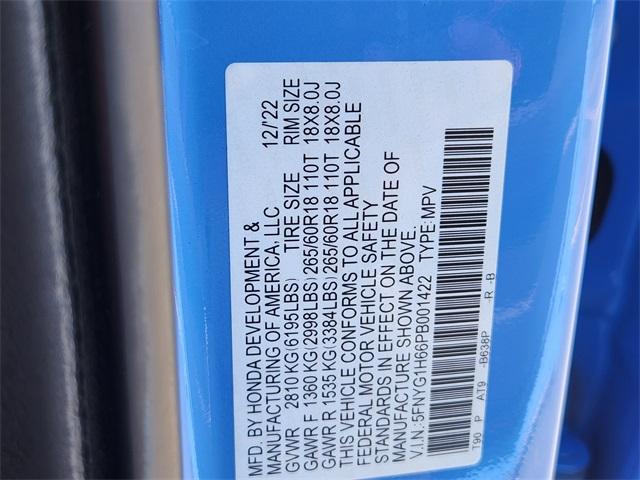 MFD. BY HONDA DEVELOPMENT &
MANUFACTURING OF AMERICA, LLC 12/'22
GVWR 2810 KG(6195LBS) TIRE SIZE RIM SIZE
GAWR F 1360 KG(2998LBS) 265/60R18 110T 18X8.0J
GAWR R 1535 KG(3384LBS) 265/60R18 110T 18X8.0J
THIS VEHICLE CONFORMS TO ALL APPLICABLE
FEDERAL MOTOR VEHICLE SAFETY
STANDARDS IN EFFECT ON THE DATE OF
MANUFACTURE SHOWN ABOVE.
V.I.N.:5FNYG1H66PB001422 TYPE:MPV
T90 P AT9 -B638P -R -B